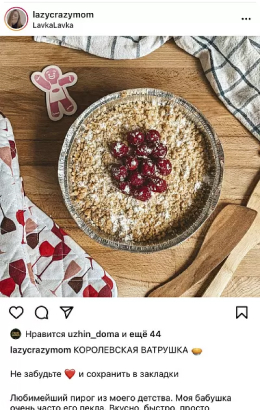 lazycrazymom
LavkaLavka
Нравится uzhin_doma и ещё 44
lazycrazymom КОРОЛЕВСКАЯ ВАТРУШКА 🥧
Не забудьте ❤️ и сохранить в закладки
Любимейший пирог из моего детства. Моя бабушка
очень часто его пекла. Вкусно, быстро, просто